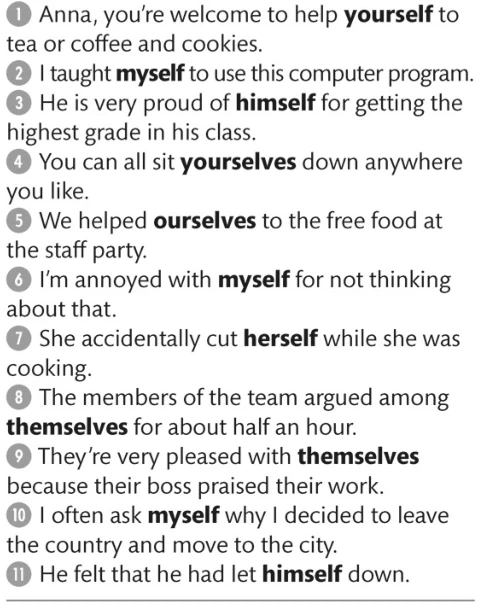 1 Anna, you're welcome to help yourself to
tea or coffee and cookies.
2 I taught myself to use this computer program.
3 He is very proud of himself for getting the
highest grade in his class.
4 You can all sit yourselves down anywhere
you like.
5 We helped ourselves to the free food at
the staff party.
6 I'm annoyed with myself for not thinking
about that.
7 She accidentally cut herself while she was
cooking.
8 The members of the team argued among
themselves for about half an hour.
9 They're very pleased with themselves
because their boss praised their work.
10 I often ask myself why I decided to leave
the country and move to the city.
11 He felt that he had let himself down.